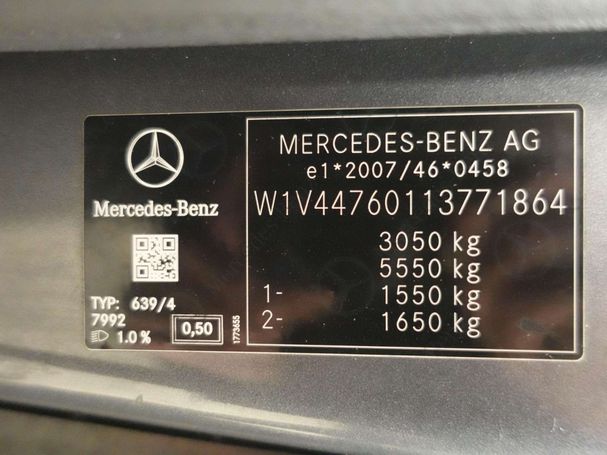 Mercedes-Benz
TYP: 639/4
7992
1.0 %
0,50
1773655
MERCEDES-BENZ AG
e1*2007/46*0458
W1V44760113771864
3050 kg
5550 kg
1- 1550 kg
2- 1650 kg